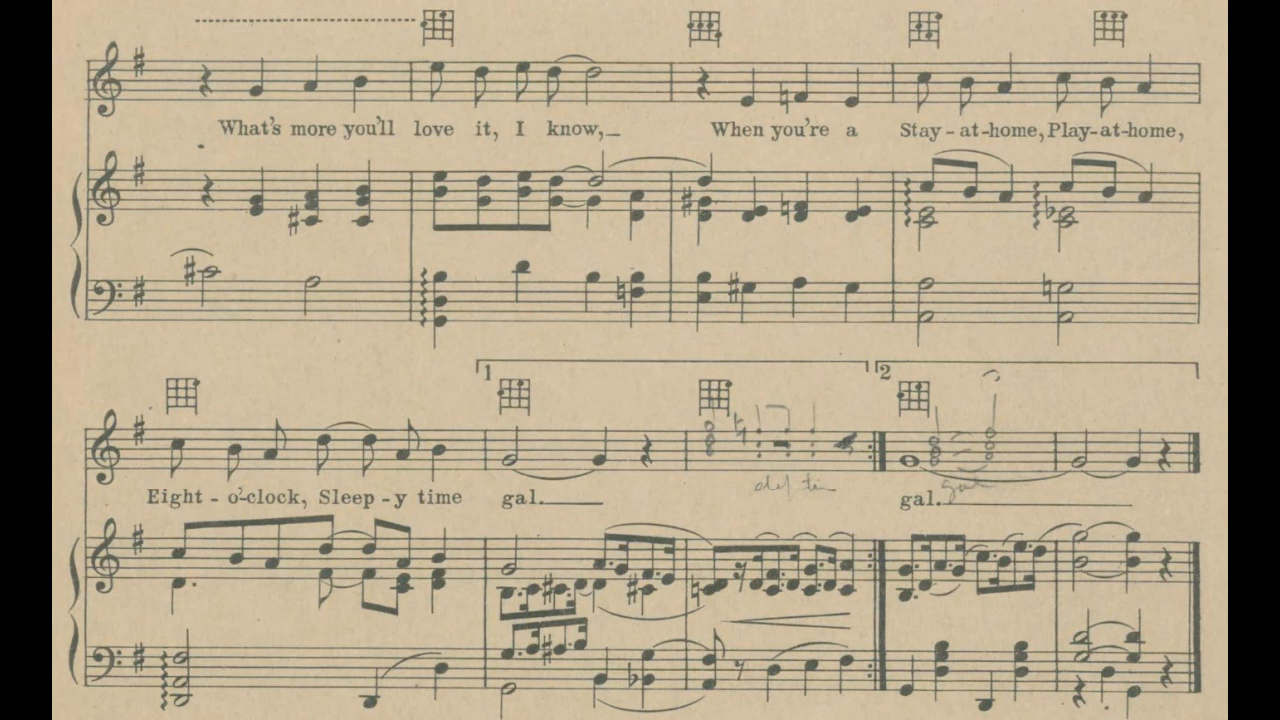 What's more you'll love it, I know,_ When you're a Stay-at-home, Play-at-home,
1 2
Eight-o'-clock, Sleep-y time gal. gal.